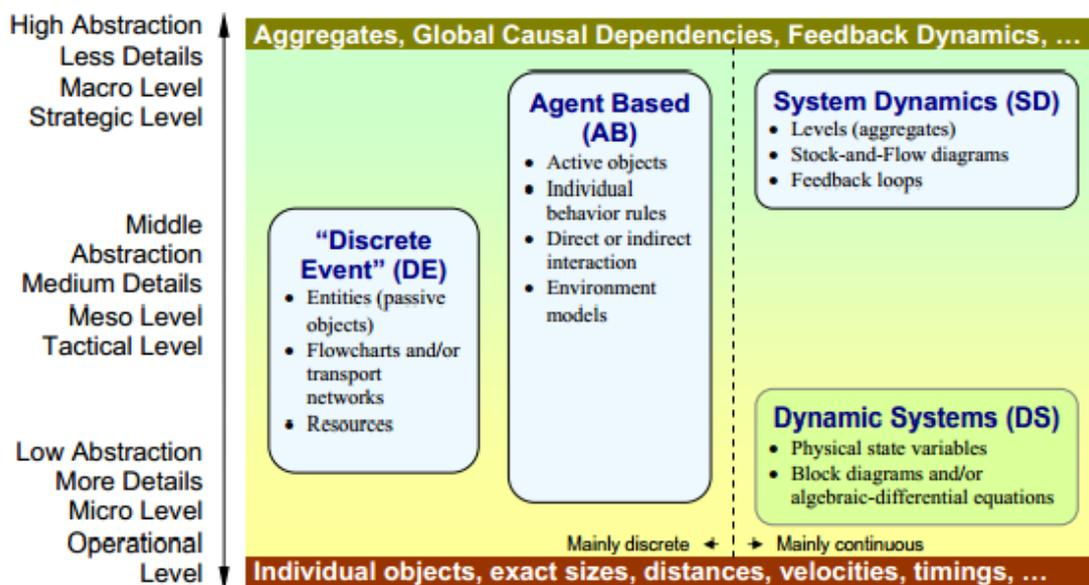 High Abstraction
Less Details
Macro Level
Strategic Level
Middle
Abstraction
Medium Details
Meso Level
Tactical Level
Low Abstraction
More Details
Micro Level
Operational
Level
Aggregates, Global Causal Dependencies, Feedback Dynamics, …
“Discrete
Event” (DE)
• Entities (passive
objects)
• Flowcharts and/or
transport
networks
• Resources
Agent Based
(AB)
• Active objects
• Individual
behavior rules
• Direct or indirect
interaction
• Environment
models
System Dynamics (SD)
• Levels (aggregates)
• Stock-and-Flow diagrams
• Feedback loops
Dynamic Systems (DS)
• Physical state variables
• Block diagrams and/or
algebraic-differential equations
Mainly discrete
Mainly continuous
Individual objects, exact sizes, distances, velocities, timings, …